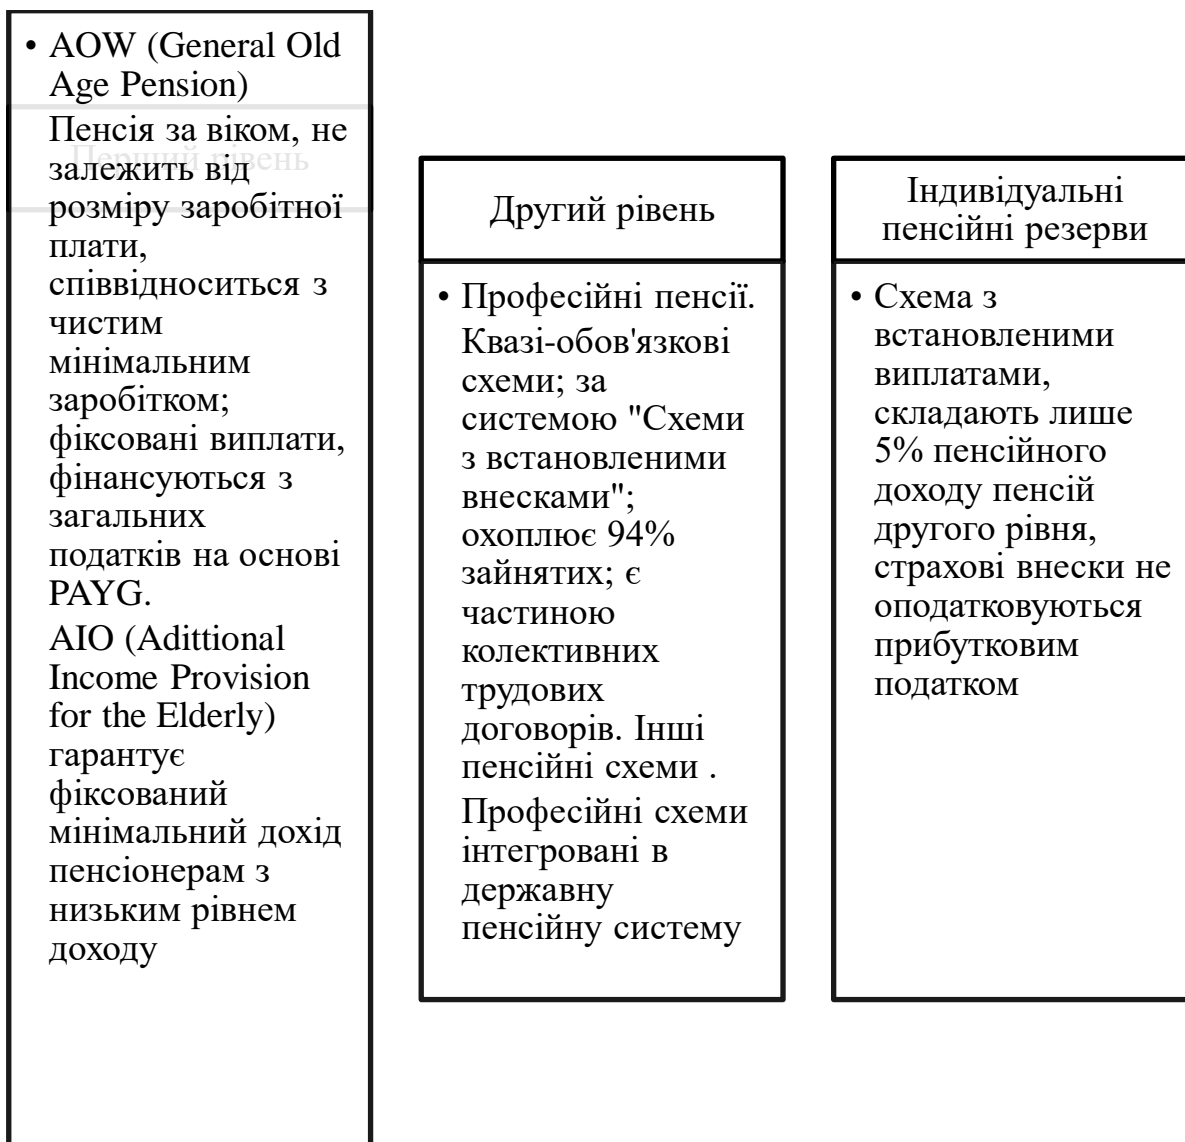 • AOW (General Old
Age Pension)
Перший рівень
Пенсія за віком, не
залежить від
розміру заробітної
плати,
співвідноситься з
чистим
мінімальним
заробітком;
фіксовані виплати,
фінансуються з
загальних
податків на основі
PAYG.
AIO (Adittional
Income Provision
for the Elderly)
гарантує
фіксований
мінімальний дохід
пенсіонерам з
низьким рівнем
доходу
Другий рівень
• Професійні пенсії.
Квазі-обов'язкові
схеми; за
системою "Схеми
з встановленими
внесками";
охоплює 94%
зайнятих; є
частиною
колективних
трудових
договорів. Інші
пенсійні схеми .
Професійні схеми
інтегровані в
державну
пенсійну систему
Індивідуальні
пенсійні резерви
• Схема з
встановленими
виплатами,
складають лише
5% пенсійного
доходу пенсій
другого рівня,
страхові внески не
оподатковуються
прибутковим
податком